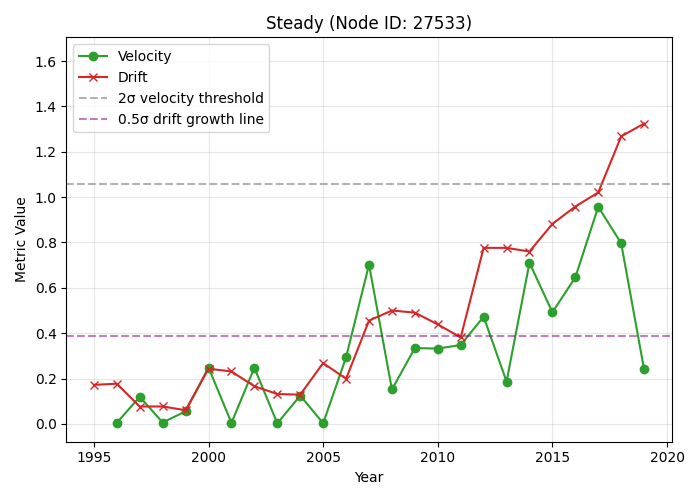 Steady (Node ID: 27533)
Velocity
Drift
2σ velocity threshold
0.5σ drift growth line
Metric Value
1.6
1.4
1.2
1.0
0.8
0.6
0.4
0.2
0.0
1995 2000 2005 2010 2015 2020
Year